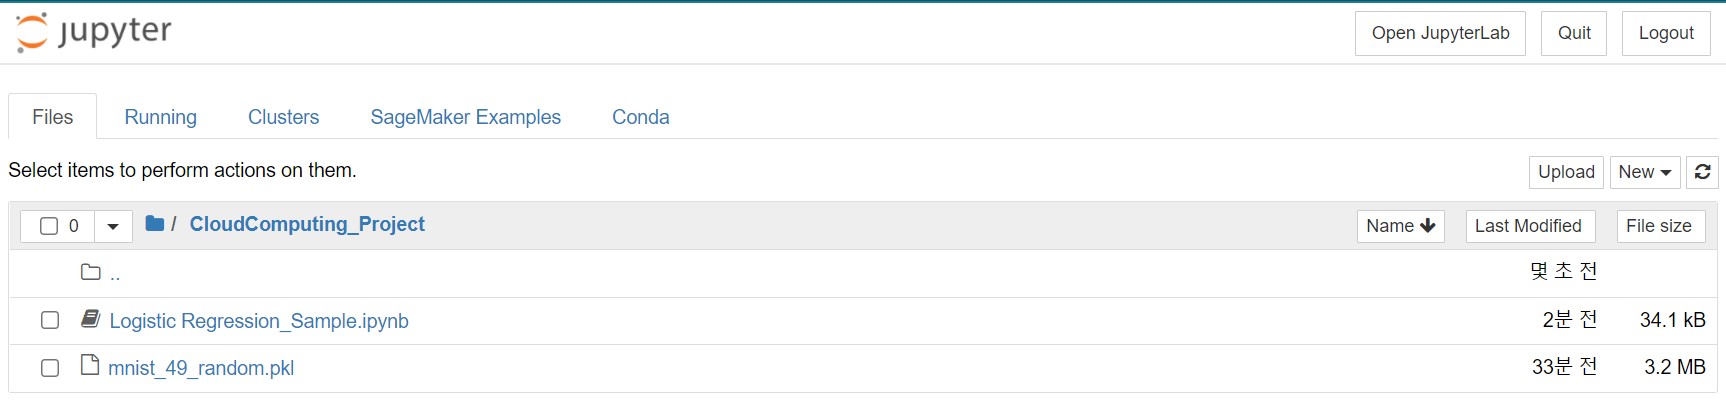 jupyter Open JupyterLab Quit Logout
Files Running Clusters SageMaker Examples Conda
Select items to perform actions on them. Upload New
0 / CloudComputing_Project Name Last Modified File size
.. 몇 초 전
Logistic Regression_Sample.ipynb 2분 전 34.1 kB
mnist_49_random.pkl 33분 전 3.2 MB